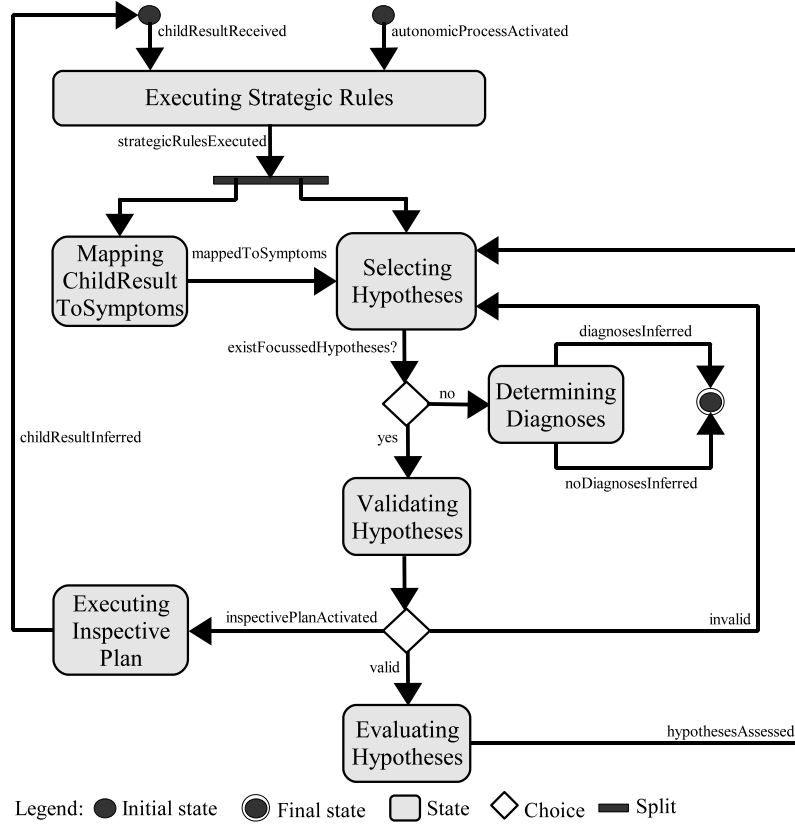 childResultReceived
autonomicProcessActivated
Executing Strategic Rules
strategicRulesExecuted
Mapping
ChildResult
ToSymptoms
mappedToSymptoms
Selecting
Hypotheses
existFocussedHypotheses?
diagnosesInferred
no
Determining
Diagnoses
yes
noDiagnosesInferred
childResultInferred
Validating
Hypotheses
Executing
Inspective
Plan
inspectivePlanActivated
invalid
valid
Evaluating
Hypotheses
hypothesesAssessed
Legend: Initial state Final state State Choice Split